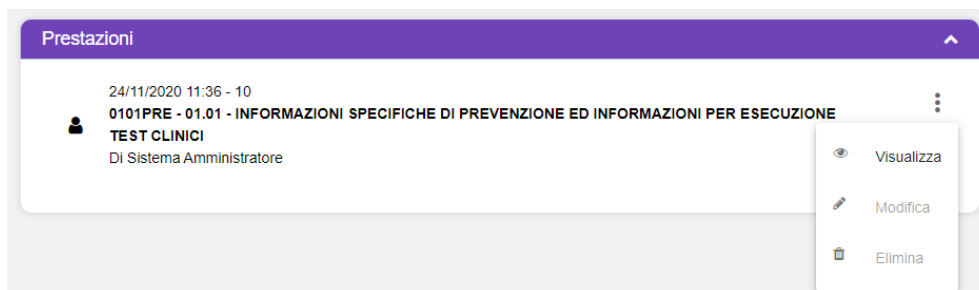 Prestazioni
24/11/2020 11:36 - 10
0101PRE - 01.01 - INFORMAZIONI SPECIFICHE DI PREVENZIONE ED INFORMAZIONI PER ESECUZIONE
TEST CLINICI
Di Sistema Amministratore
Visualizza
Modifica
Elimina